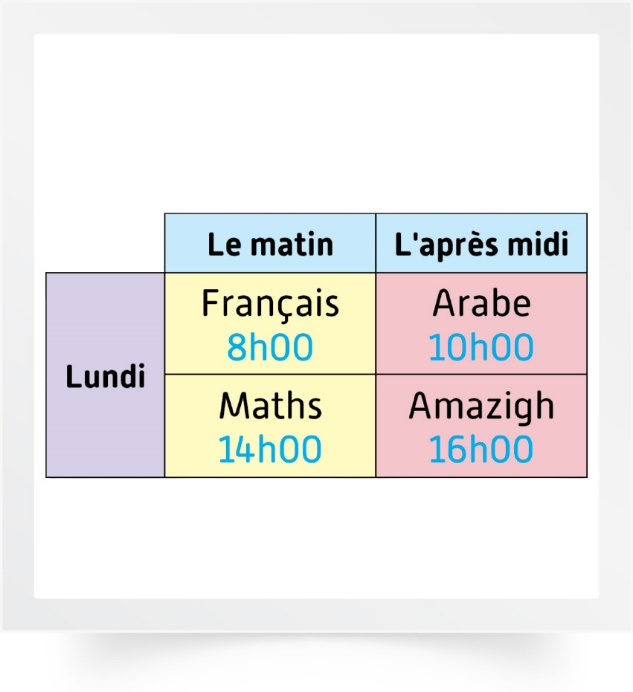 Le matin
L'après midi
Lundi
Français
8h00
Arabe
10h00
Maths
14h00
Amazigh
16h00